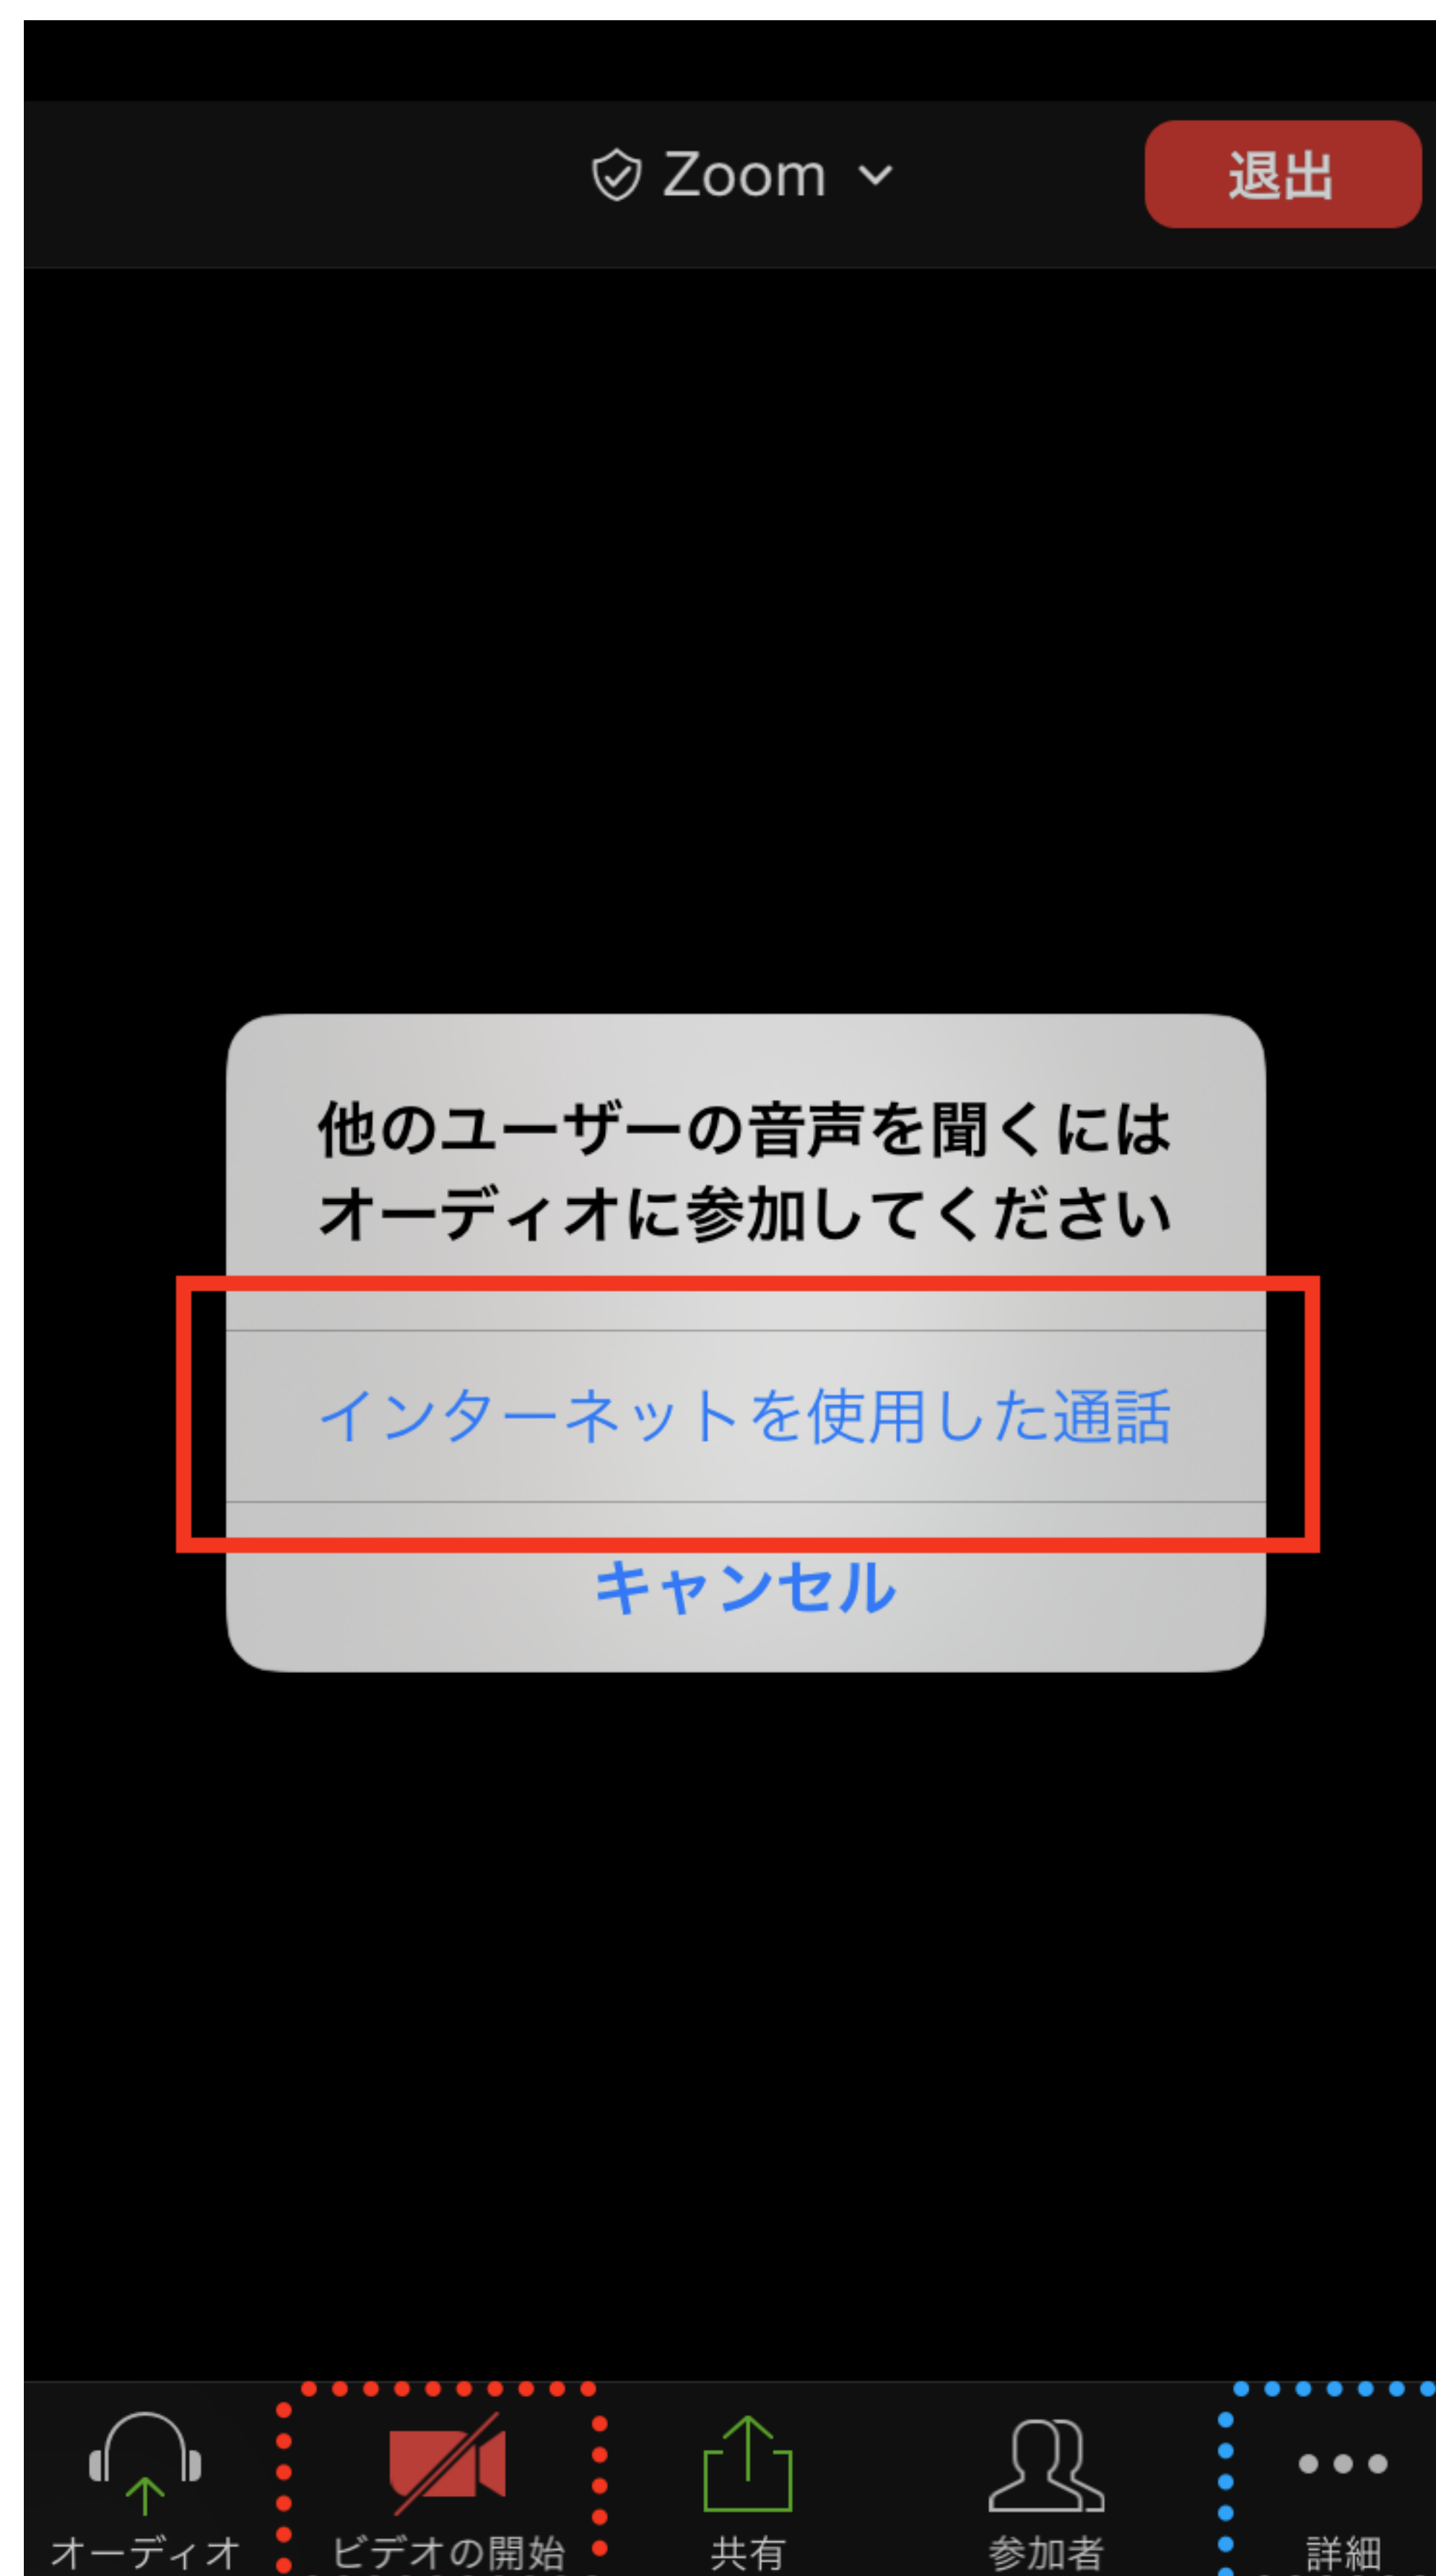 Zoom
退出
他のユーザーの音声を聞くには
オーディオに参加してください
インターネットを使用した通話
キャンセル
オーディオ
ビデオの開始
共有
参加者
詳細